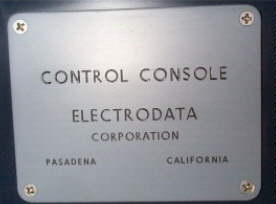 CONTROL CONSOLE
ELECTRODATA
CORPORATION
PASADENA CALIFORNIA